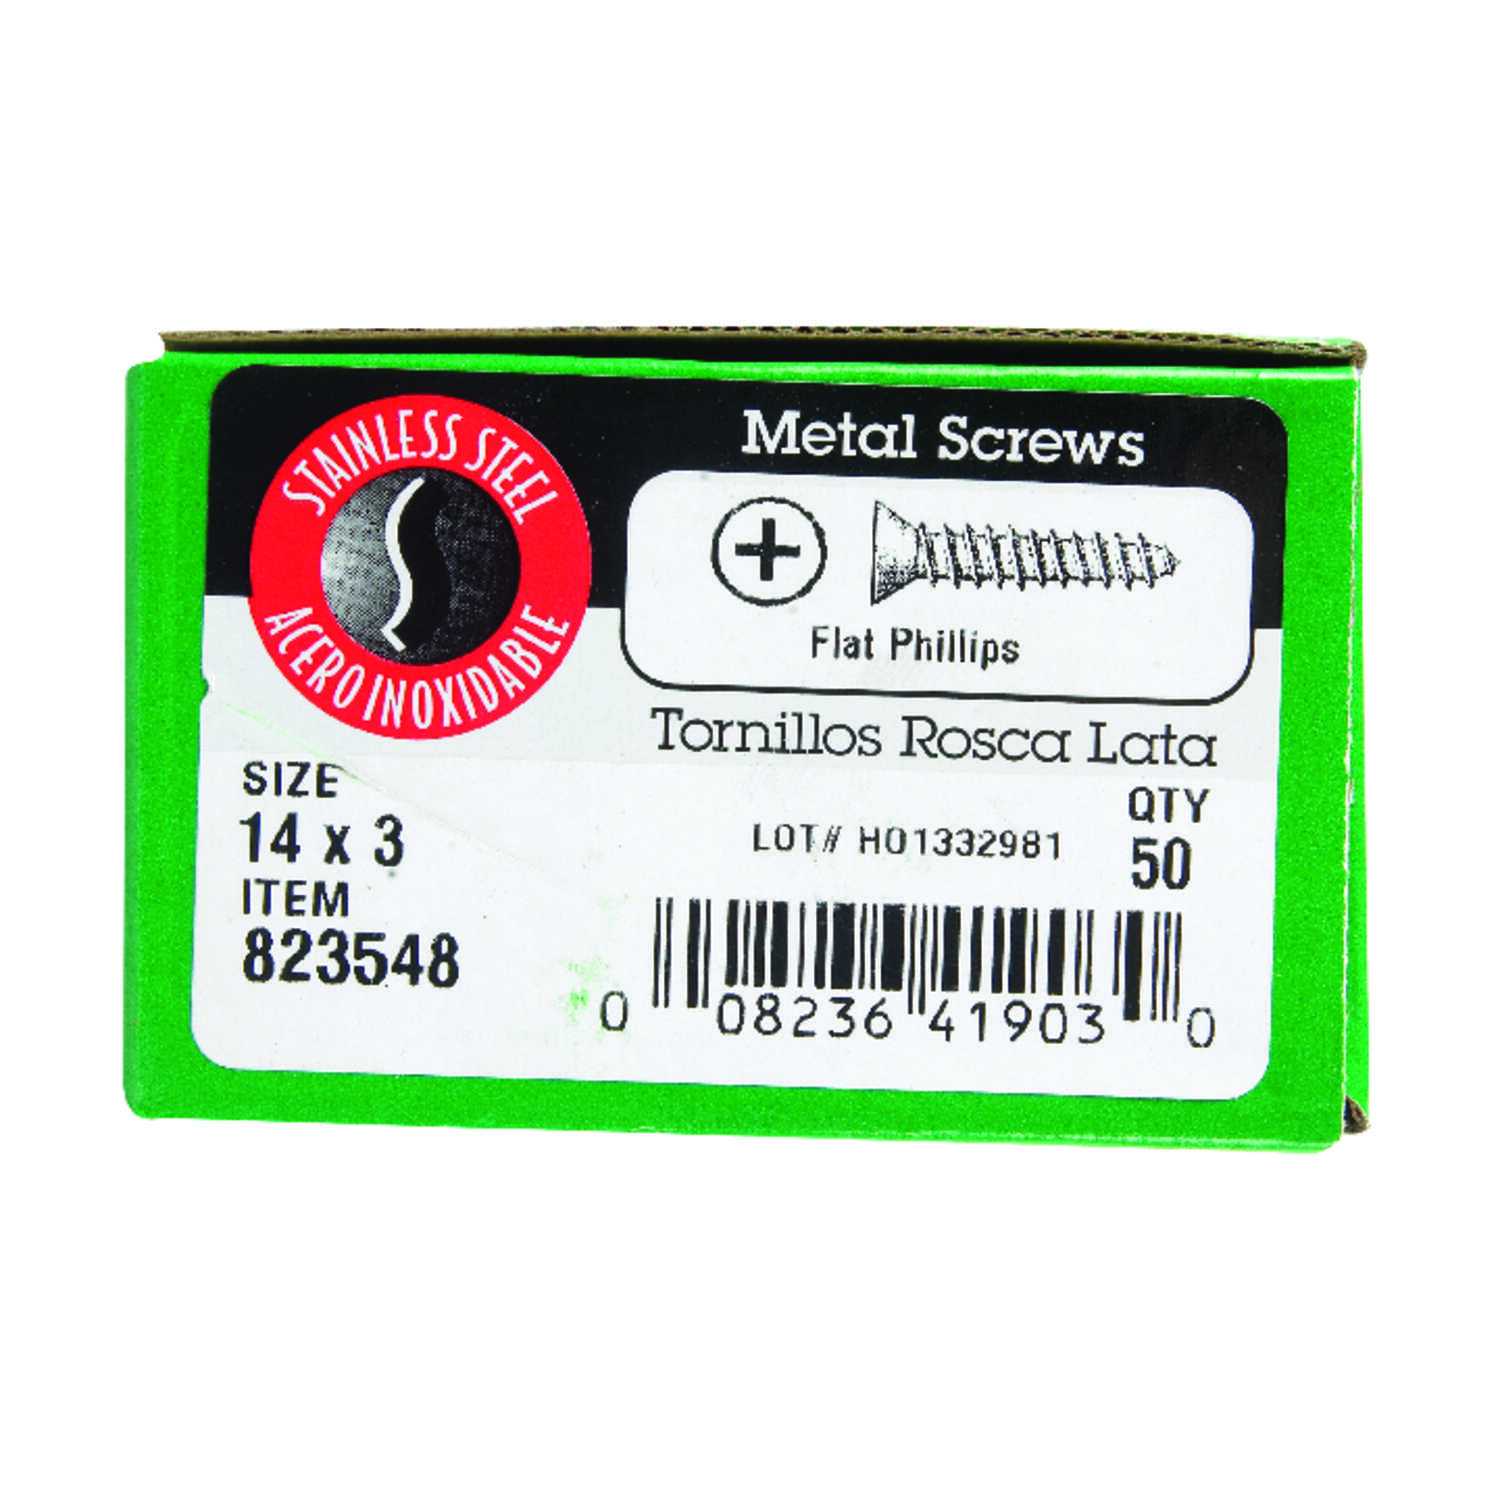 STAINLESS STEEL
ACERO INOXIDABLE
Metal Screws
Flat Phillips
Tornillos Rosca Lata
SIZE
14 x 3
ITEM
823548
LOT# H01332981
QTY
50
0 08236 41903 0